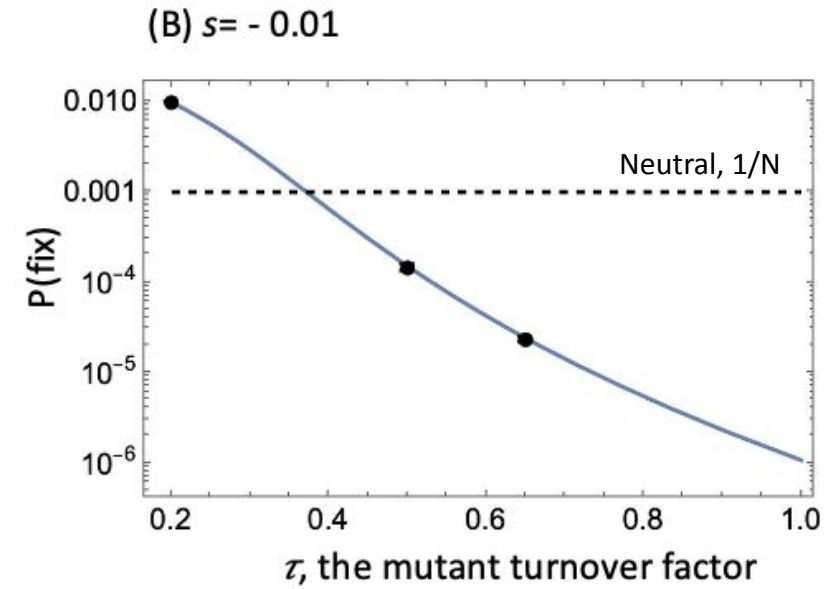 (B) s= - 0.01
0.010
Neutral, 1/N
0.001
P(fix)
10⁻⁴
10⁻⁵
10⁻⁶
0.2 0.4 0.6 0.8 1.0
τ, the mutant turnover factor